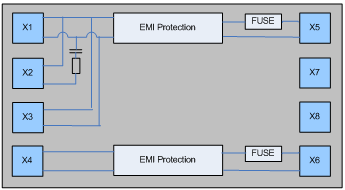 X1 EMI Protection FUSE X5
X2 X7
X3 X8
X4 EMI Protection FUSE X6